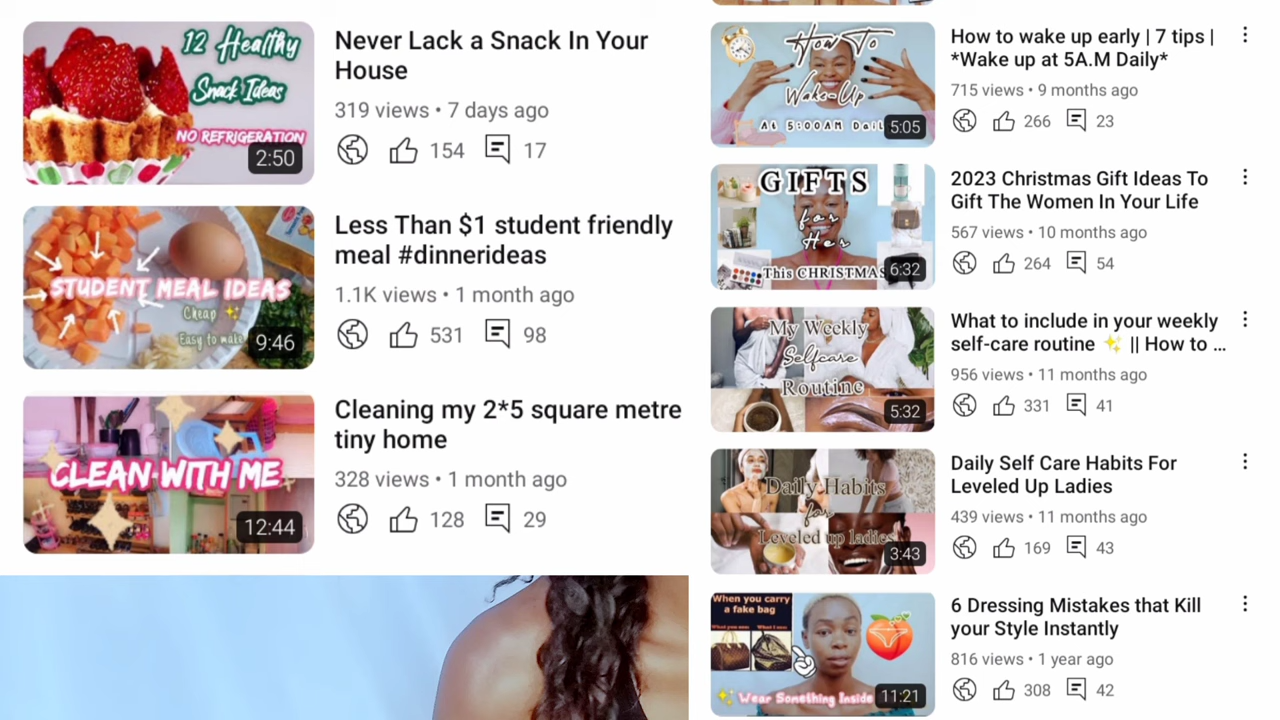 12 Healthy
Snack Ideas
NO REFRIGERATION
2:50
Never Lack a Snack In Your
House
319 views • 7 days ago
154
17
STUDENT MEAL IDEAS
Cheap ✨
Easy to make
9:46
Less Than $1 student friendly
meal #dinnerideas
1.1K views • 1 month ago
531
98
CLEAN WITH ME
12:44
Cleaning my 2*5 square metre
tiny home
328 views • 1 month ago
128
29
How To
Wake-Up
At 5:00AM Dail
5:05
How to wake up early | 7 tips |
*Wake up at 5A.M Daily*
715 views • 9 months ago
266
23
GIFTS
for
Her
This CHRISTMAS
6:32
2023 Christmas Gift Ideas To
Gift The Women In Your Life
567 views • 10 months ago
264
54
My Weekly
Selfcare
Routine
5:32
What to include in your weekly
self-care routine ✨ || How to ...
956 views • 11 months ago
331
41
Daily Habits
for
Leveled up ladies
3:43
Daily Self Care Habits For
Leveled Up Ladies
439 views • 11 months ago
169
43
When you carry
a fake bag
What you see
✨ Wear Something Inside
11:21
6 Dressing Mistakes that Kill
your Style Instantly
816 views • 1 year ago
308
42